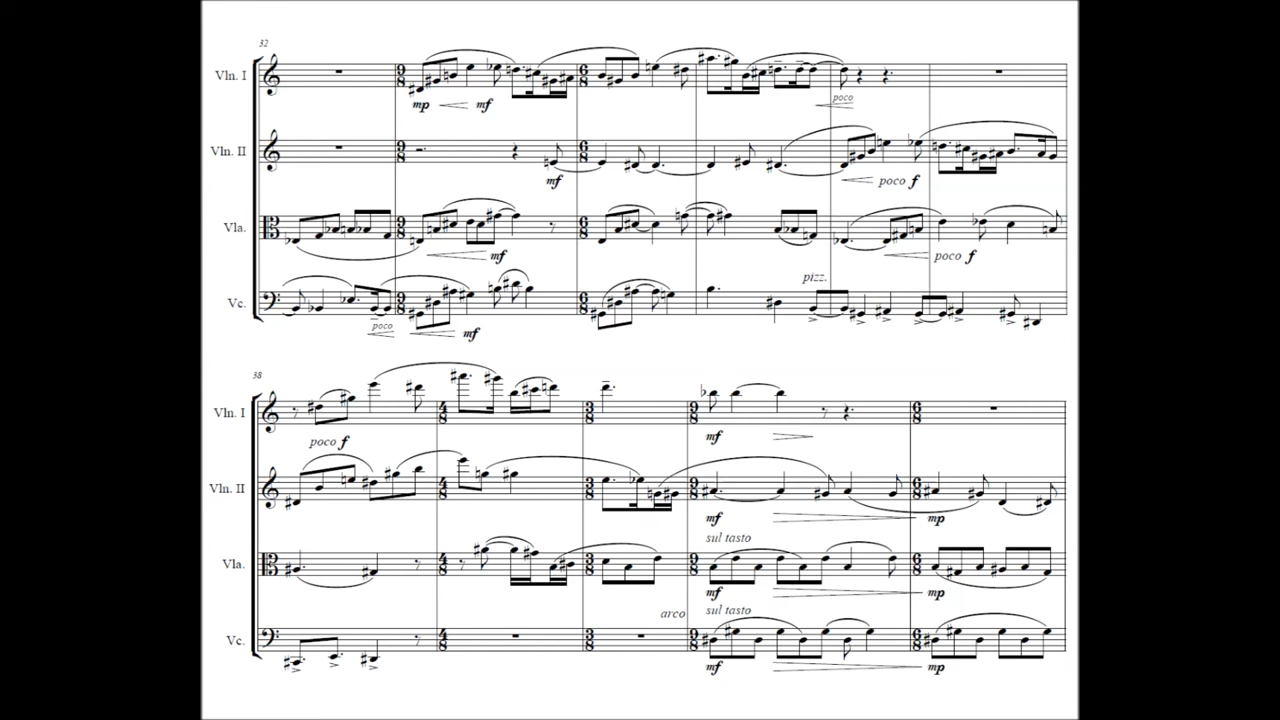 32
Vln. I
mp mf
poco
Vln. II
mf
poco f
Vla.
mf
poco f
pizz.
Vc.
poco
mf
38
Vln. I
poco f
mf
Vln. II
mf
mp
sul tasto
Vla.
mf
mp
arco sul tasto
Vc.
mf
mp